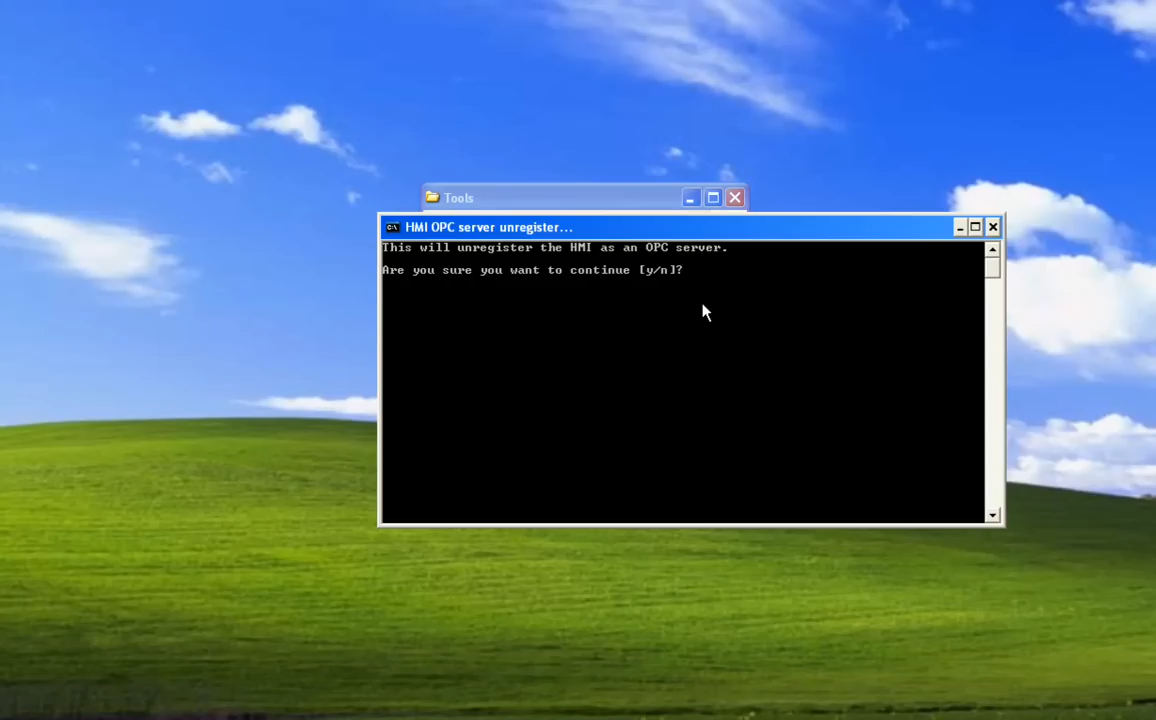 Tools
HMI OPC server unregister...
This will unregister the HMI as an OPC server.
Are you sure you want to continue [y/n]?